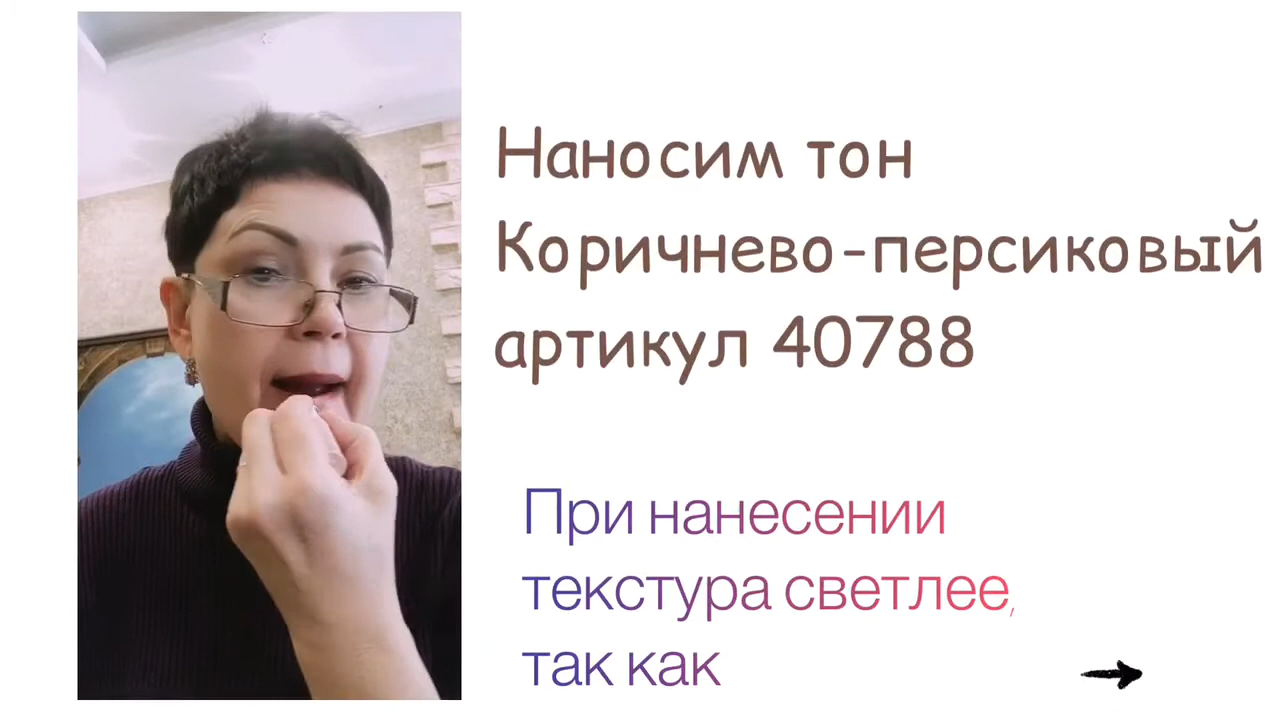 Наносим тон
Коричнево-персиковый
артикул 40788
При нанесении
текстура светлее,
так как